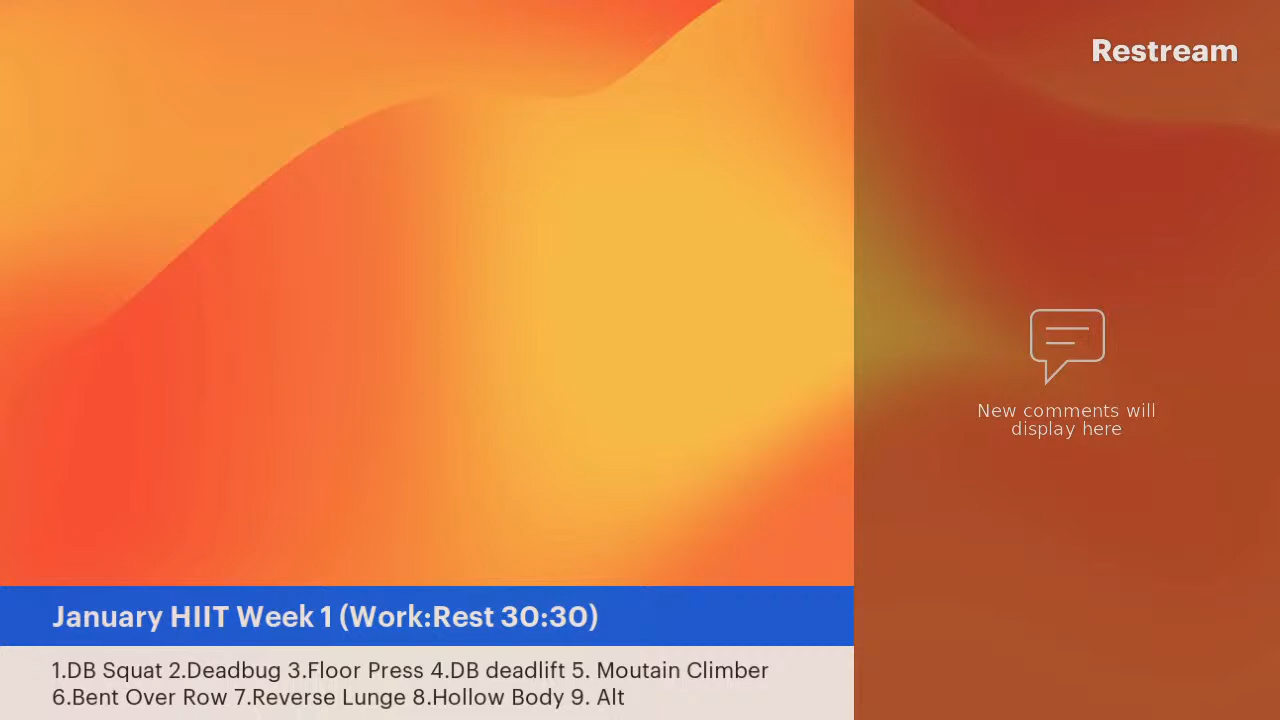 Restream
New comments will
display here
January HIIT Week 1 (Work:Rest 30:30)
1.DB Squat 2.Deadbug 3.Floor Press 4.DB deadlift 5. Moutain Climber
6.Bent Over Row 7.Reverse Lunge 8.Hollow Body 9. Alt